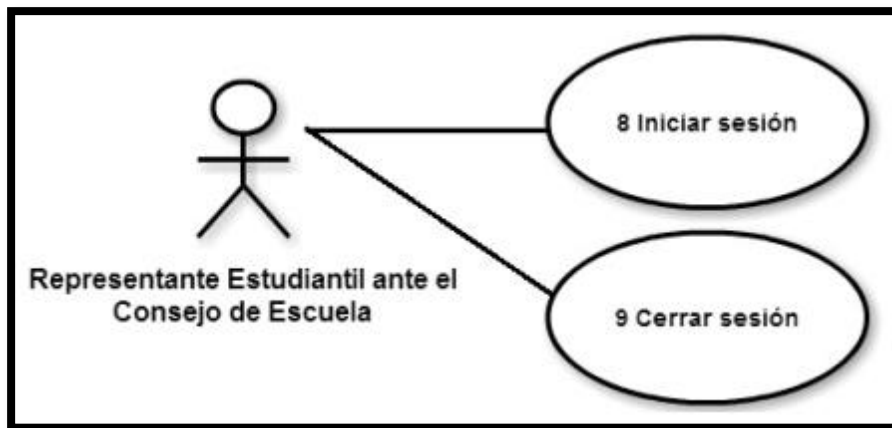 8 Iniciar sesión
Representante Estudiantil ante el
Consejo de Escuela
9 Cerrar sesión